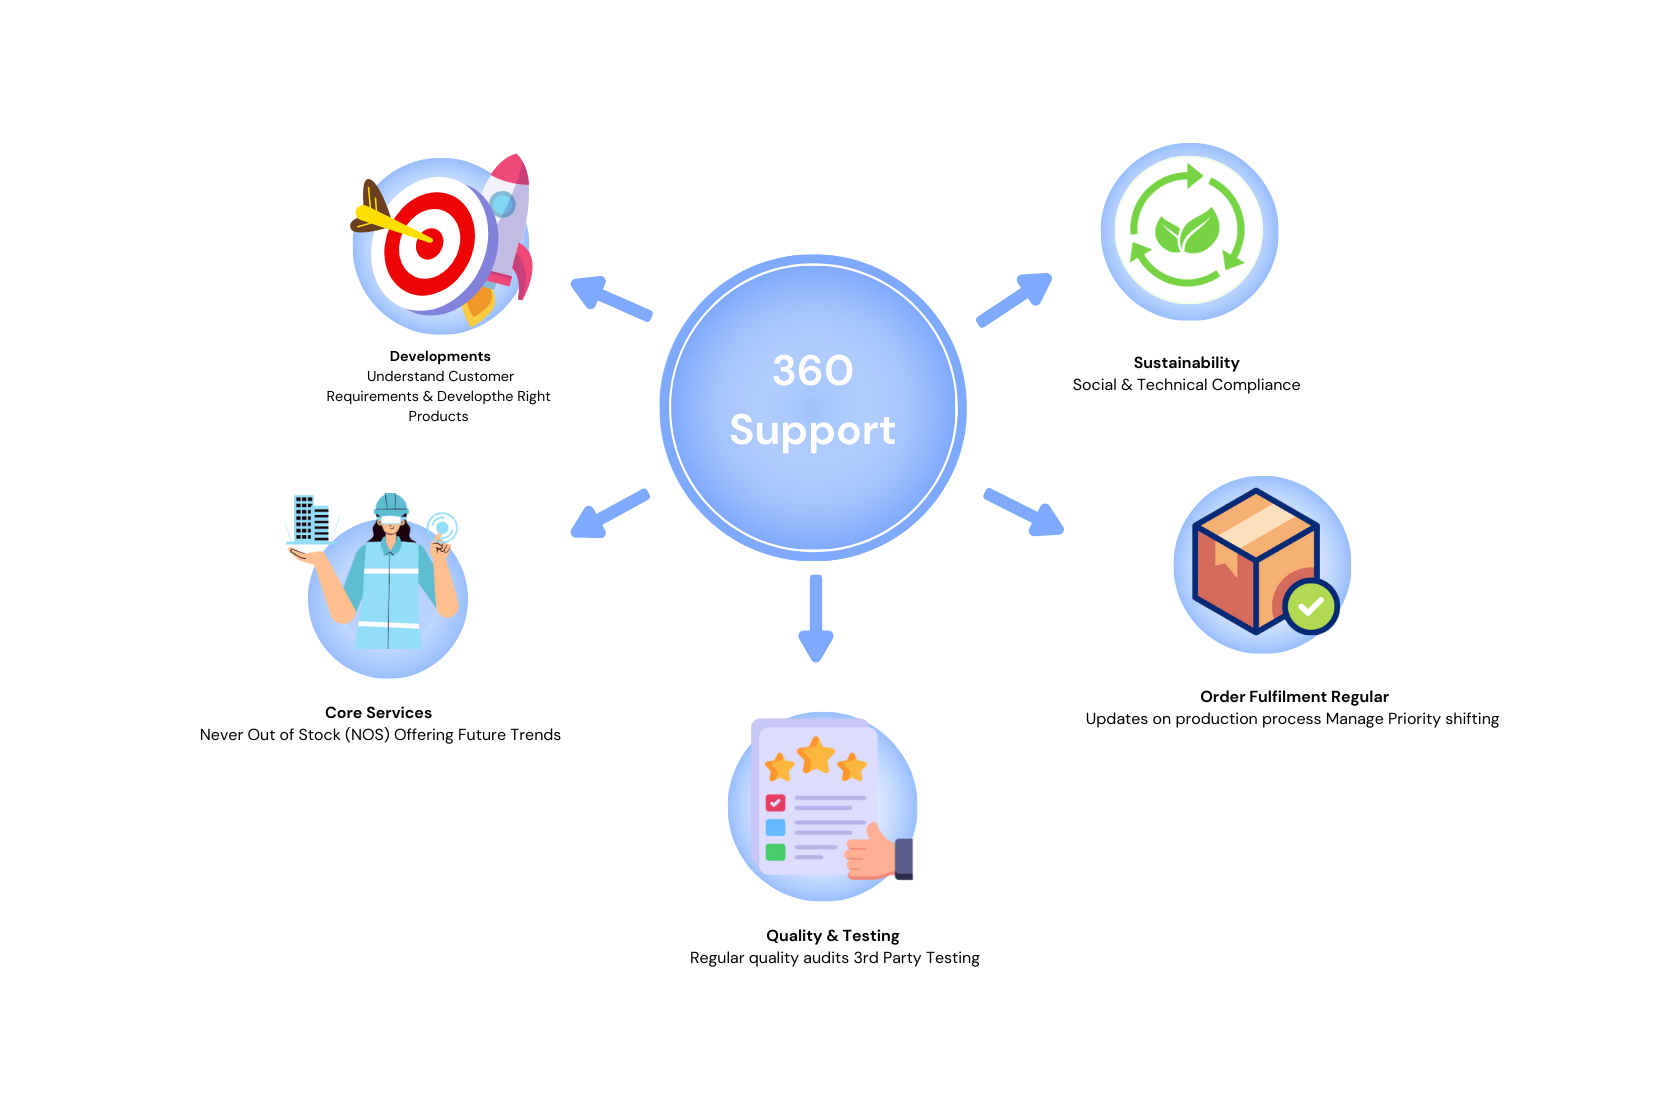 360
Support
Developments
Understand Customer
Requirements & Developthe Right
Products
Sustainability
Social & Technical Compliance
Core Services
Never Out of Stock (NOS) Offering Future Trends
Order Fulfilment Regular
Updates on production process Manage Priority shifting
Quality & Testing
Regular quality audits 3rd Party Testing